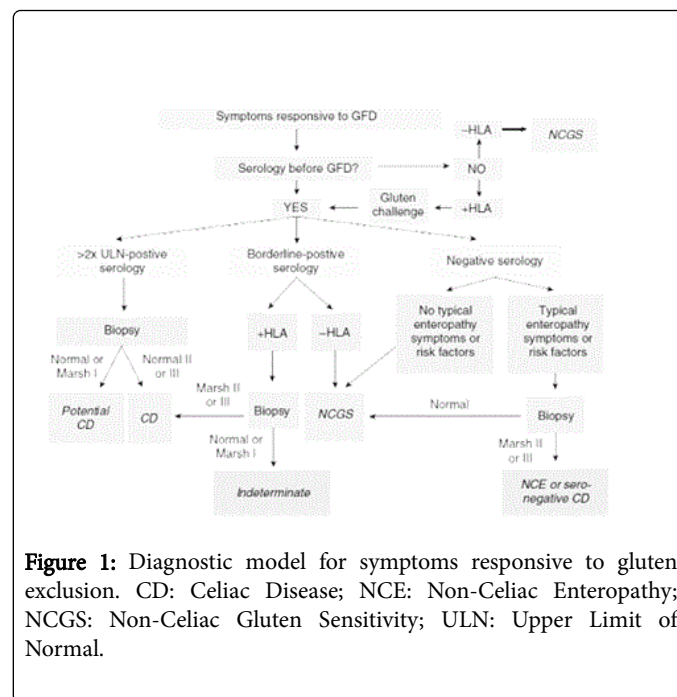 Symptoms responsive to GFD
–HLA
NCGS
Serology before GFD?
NO
Gluten
challenge
YES
+HLA
>2x ULN-postive
serology
Borderline-postive
serology
Negative serology
No typical
enteropathy
symptoms or
risk factors
Typical
enteropathy
symptoms or
risk factors
Biopsy
+HLA
–HLA
Normal or
Marsh I
Normal II
or III
Marsh II
or III
Potential
CD
CD
Biopsy
NCGS
Normal
Biopsy
Normal or
Marsh I
Marsh II
or III
Indeterminate
NCE or sero-
negative CD
Figure 1: Diagnostic model for symptoms responsive to gluten
exclusion. CD: Celiac Disease; NCE: Non-Celiac Enteropathy;
NCGS: Non-Celiac Gluten Sensitivity; ULN: Upper Limit of
Normal.